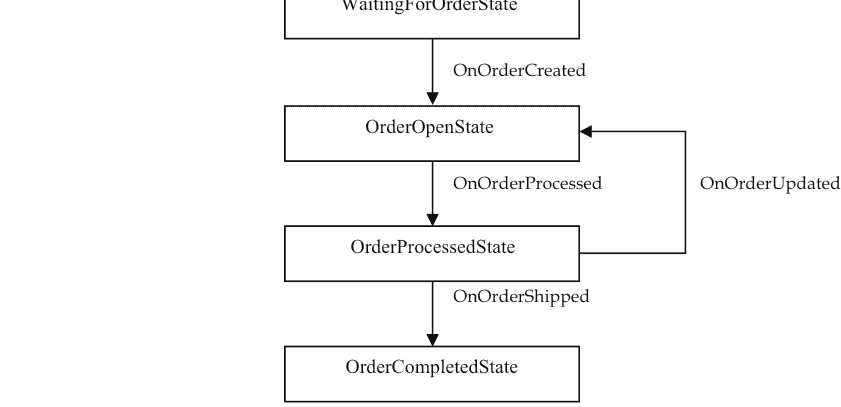 WaitingForOrderState
OnOrderCreated
OrderOpenState
OnOrderProcessed
OnOrderUpdated
OrderProcessedState
OnOrderShipped
OrderCompletedState